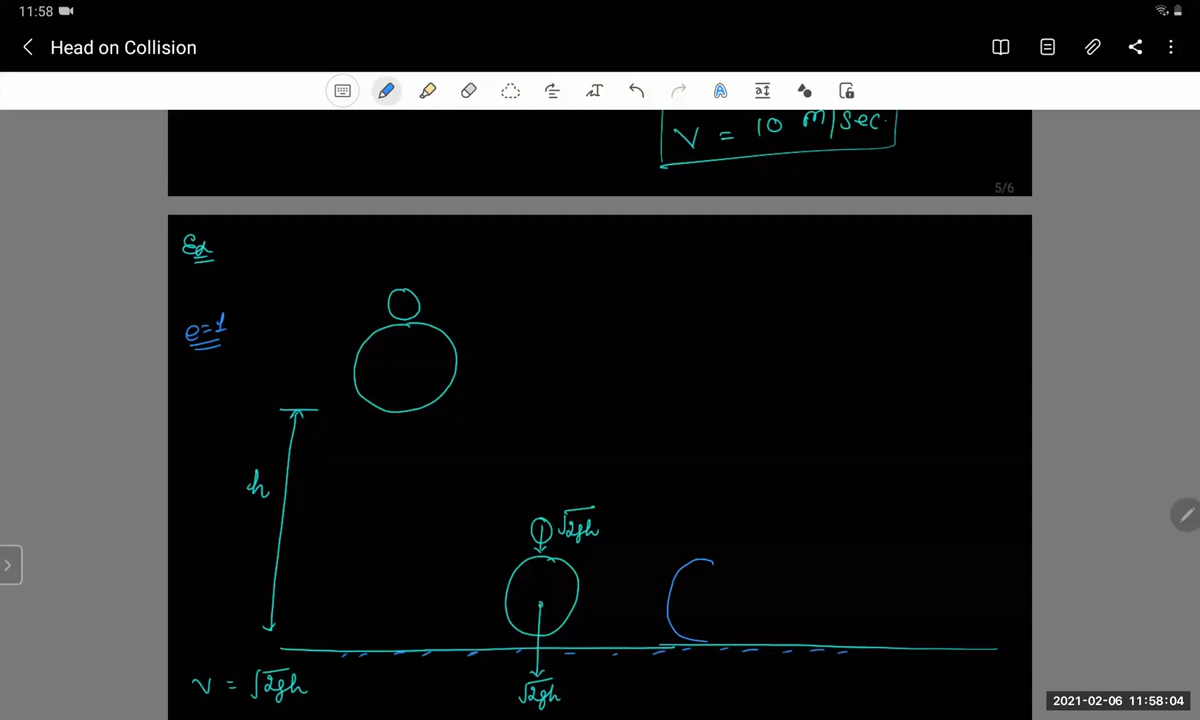 11:58
Head on Collision
V = 10 m/sec.
5/6
Ex
e=1
h
√2gh
√2gh
v = √2gh
2021-02-06 11:58:04